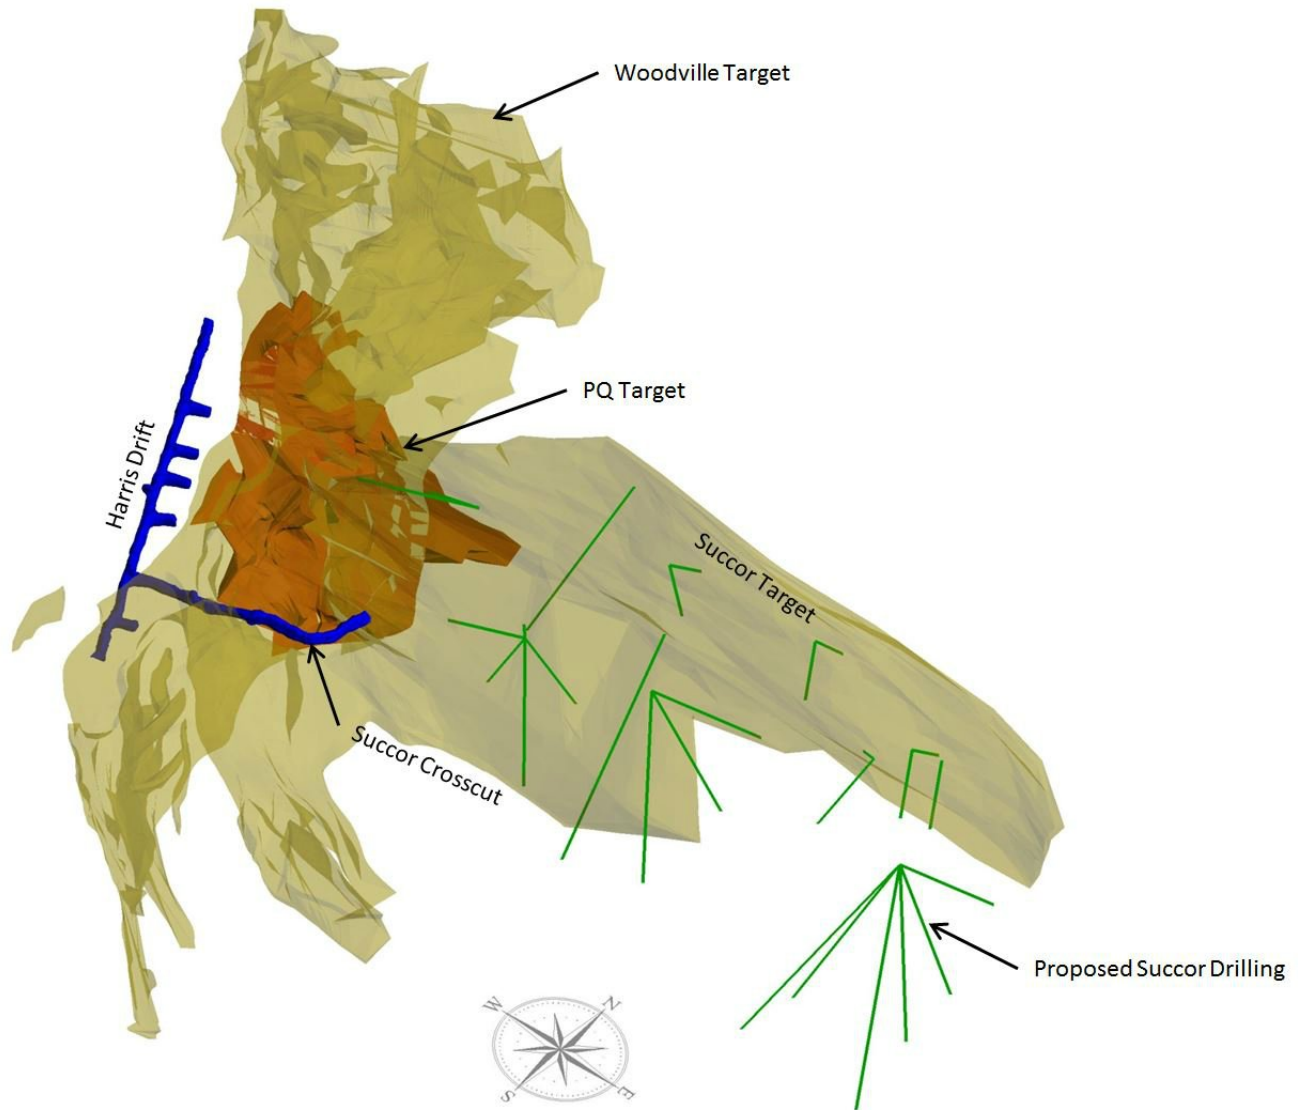 Woodville Target
PQ Target
Harris Drift
Succor Target
Succor Crosscut
Proposed Succor Drilling
W
N
S
E